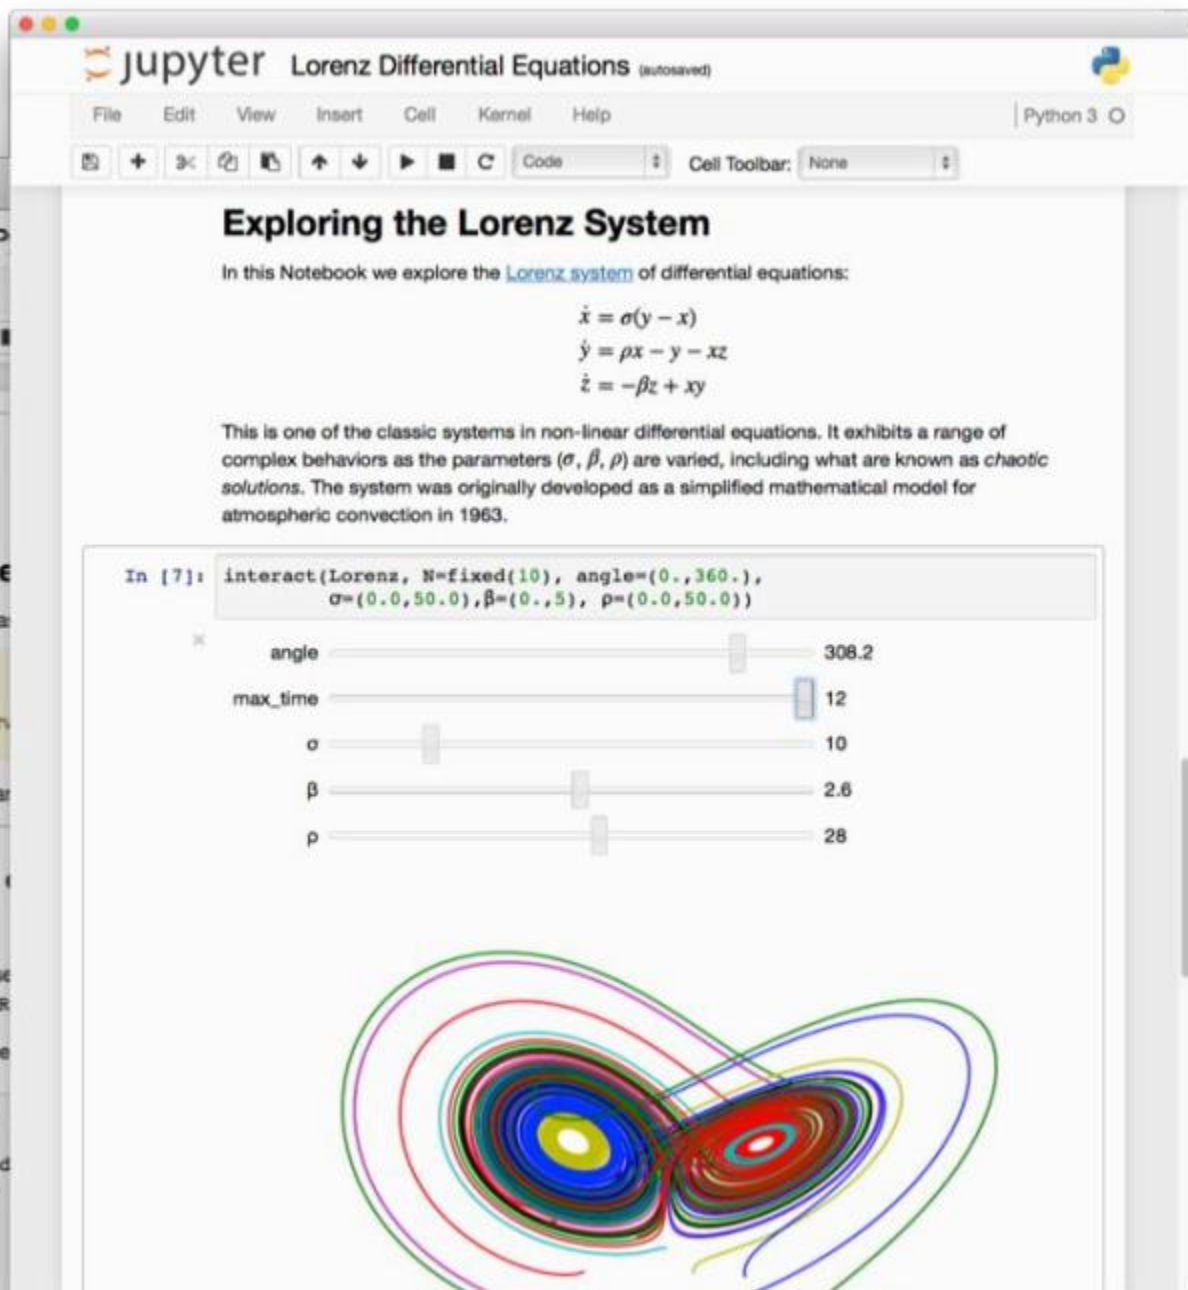 jupyter Lorenz Differential Equations (autosaved)
File Edit View Insert Cell Kernel Help Python 3
Code Cell Toolbar: None
Exploring the Lorenz System
In this Notebook we explore the Lorenz system of differential equations:
ẋ = σ(y − x)
ẏ = ρx − y − xz
ż = −βz + xy
This is one of the classic systems in non-linear differential equations. It exhibits a range of
complex behaviors as the parameters (σ, β, ρ) are varied, including what are known as chaotic
solutions. The system was originally developed as a simplified mathematical model for
atmospheric convection in 1963.
In [7]: interact(Lorenz, N=fixed(10), angle=(0.,360.),
σ=(0.0,50.0),β=(0.,5), ρ=(0.0,50.0))
angle 308.2
max_time 12
σ 10
β 2.6
ρ 28